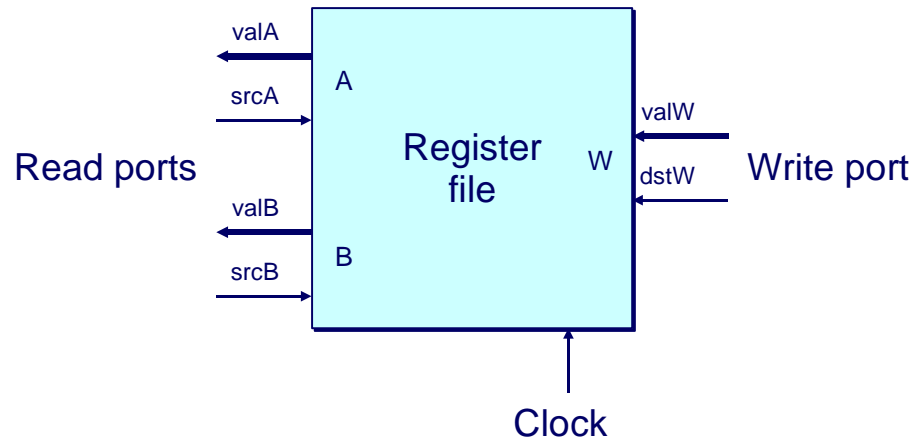 valA
A
srcA
Read ports
valB
B
srcB
Register
file
W
valW
dstW
Write port
Clock